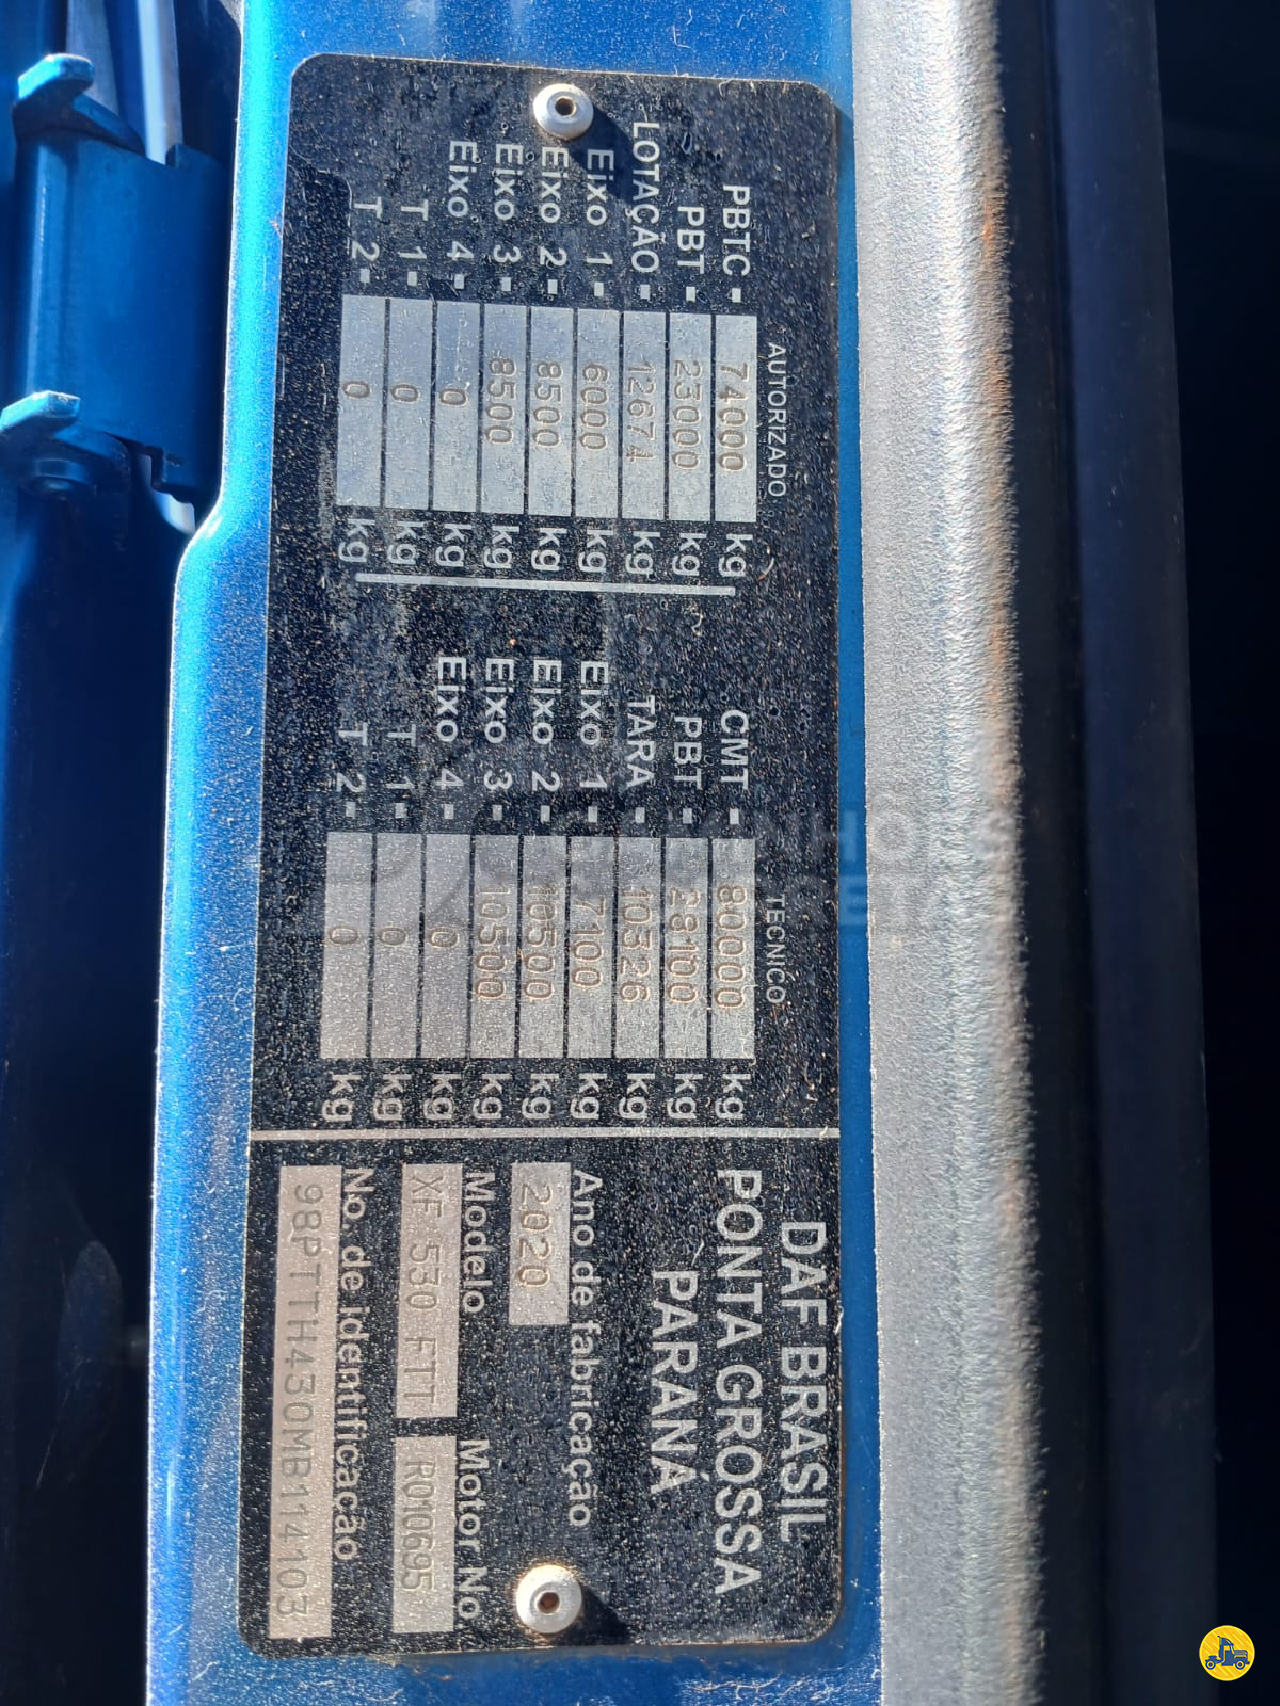 AUTORIZADO
PBTC - 74000 kg
PBT - 23000 kg
LOTAÇÃO - 12674 kg
Eixo 1 - 6000 kg
Eixo 2 - 8500 kg
Eixo 3 - 8500 kg
Eixo 4 - 0 kg
T 1 - 0 kg
T 2 - 0 kg
TECNICO
CMT - 80000 kg
PBT - 28100 kg
TARA - 10326 kg
Eixo 1 - 7100 kg
Eixo 2 - 10500 kg
Eixo 3 - 10500 kg
Eixo 4 - 0 kg
T 1 - 0 kg
T 2 - 0 kg
DAF BRASIL
PONTA GROSSA
PARANÁ
Ano de fabricação
2020
Modelo Motor No.
XF 530 FTT R010695
No. de identificação
98PTTH430MB114103